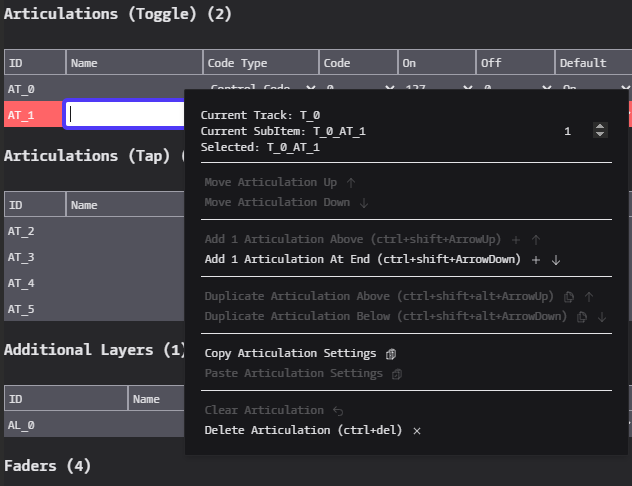 Articulations (Toggle) (2)
ID Name Code Type Code On Off Default
AT_0 Control Code 0 127 0 On
AT_1
Current Track: T_0
Current SubItem: T_0_AT_1 1
Selected: T_0_AT_1
Move Articulation Up ↑
Move Articulation Down ↓
Add 1 Articulation Above (ctrl+shift+ArrowUp) + ↑
Add 1 Articulation At End (ctrl+shift+ArrowDown) + ↓
Duplicate Articulation Above (ctrl+shift+alt+ArrowUp) ↑
Duplicate Articulation Below (ctrl+shift+alt+ArrowDown) ↓
Copy Articulation Settings
Paste Articulation Settings
Clear Articulation
Delete Articulation (ctrl+del) ×
Articulations (Tap) (
ID Name
AT_2
AT_3
AT_4
AT_5
Additional Layers (1)
ID Name
AL_0
Faders (4)